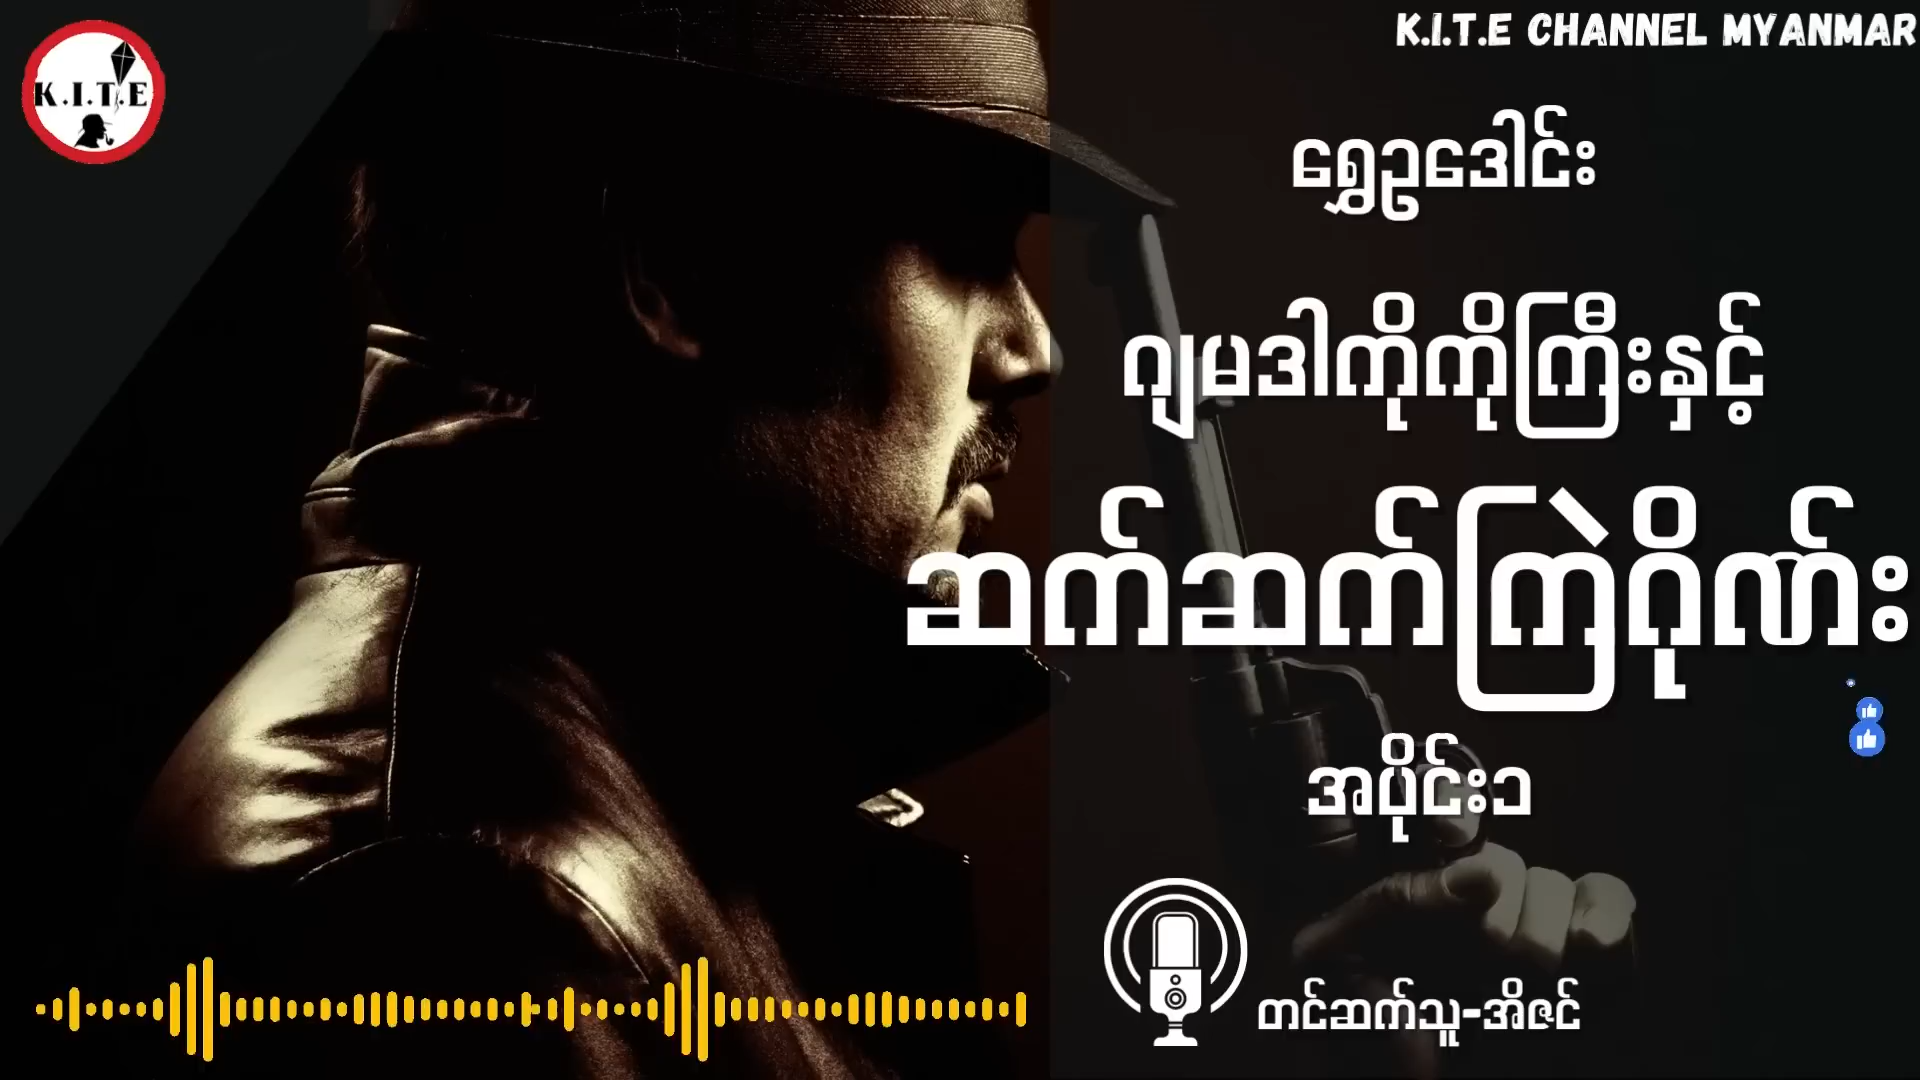 K.I.T.E CHANNEL MYANMAR
K.I.T.E
ရွှေဥဒေါင်း
ဂျမဒါကိုကိုကြီးနှင့်
ဆက်ဆက်ကြဲဂိုဏ်း
အပိုင်း၁
တင်ဆက်သူ-အိဇင်